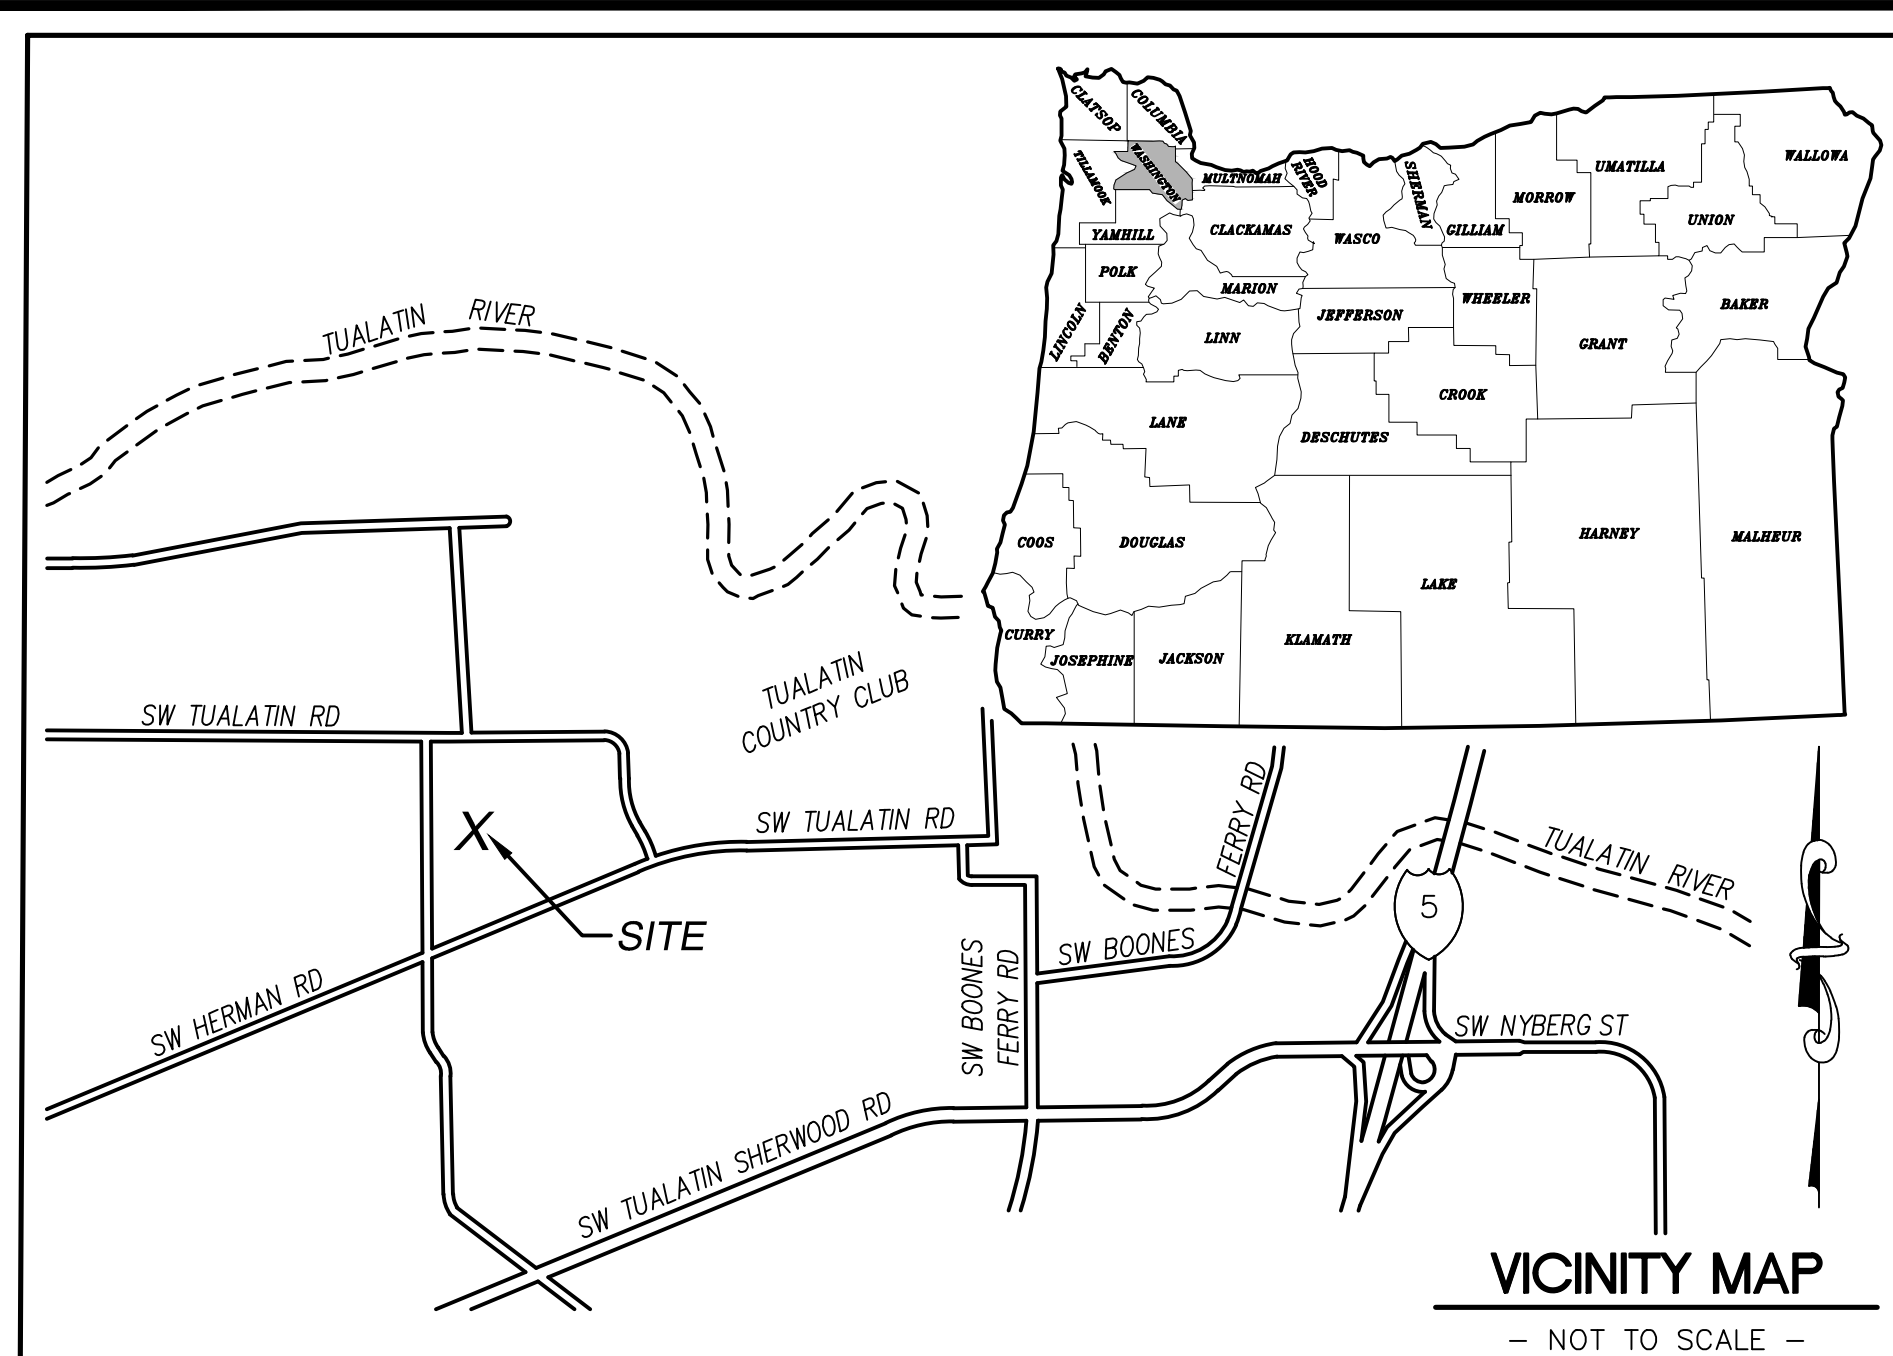 CLATSOP
COLUMBIA
TILLAMOOK
WASHINGTON
MULTNOMAH
HOOD
RIVER
SHERMAN
GILLIAM
MORROW
UMATILLA
UNION
WALLOWA
YAMHILL
CLACKAMAS
WASCO
POLK
MARION
WHEELER
BAKER
LINCOLN
BENTON
LINN
JEFFERSON
GRANT
CROOK
LANE
DESCHUTES
COOS
DOUGLAS
LAKE
HARNEY
MALHEUR
CURRY
JOSEPHINE
JACKSON
KLAMATH
TUALATIN RIVER
TUALATIN
COUNTRY CLUB
SW TUALATIN RD
SW TUALATIN RD
X
SITE
SW HERMAN RD
SW BOONES
FERRY RD
SW BOONES
FERRY RD
5
TUALATIN RIVER
SW NYBERG ST
SW TUALATIN SHERWOOD RD
VICINITY MAP
- NOT TO SCALE -